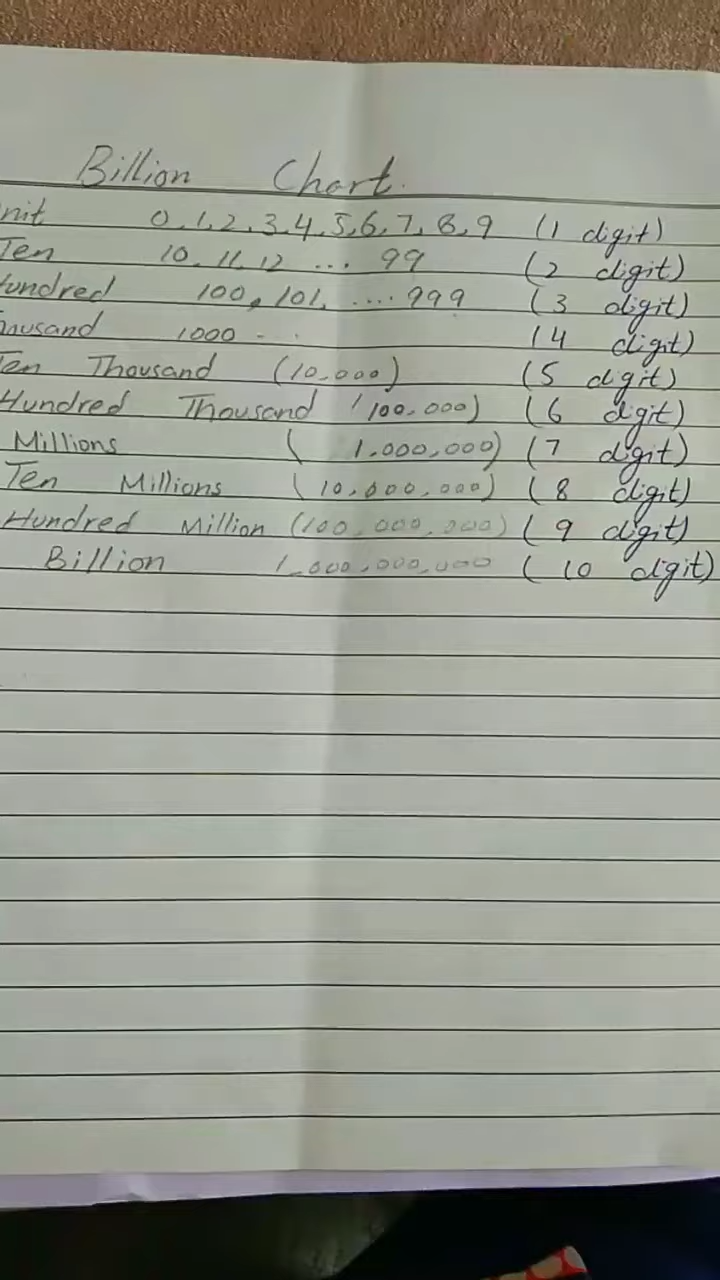 Billion Chart.
nit 0,1,2,3,4,5,6,7,8,9 (1 digit)
Ten 10, 11, 12 ... 99 (2 digit)
undred 100, 101, .... 999 (3 digit)
ousand 1000 - . (4 digit)
Ten Thousand (10,000) (5 digit)
Hundred Thousand (100,000) (6 digit)
Millions ( 1,000,000) (7 digit)
Ten Millions (10,000,000) (8 digit)
Hundred Million (100,000,000) (9 digit)
Billion 1,000,000,000 (10 digit)